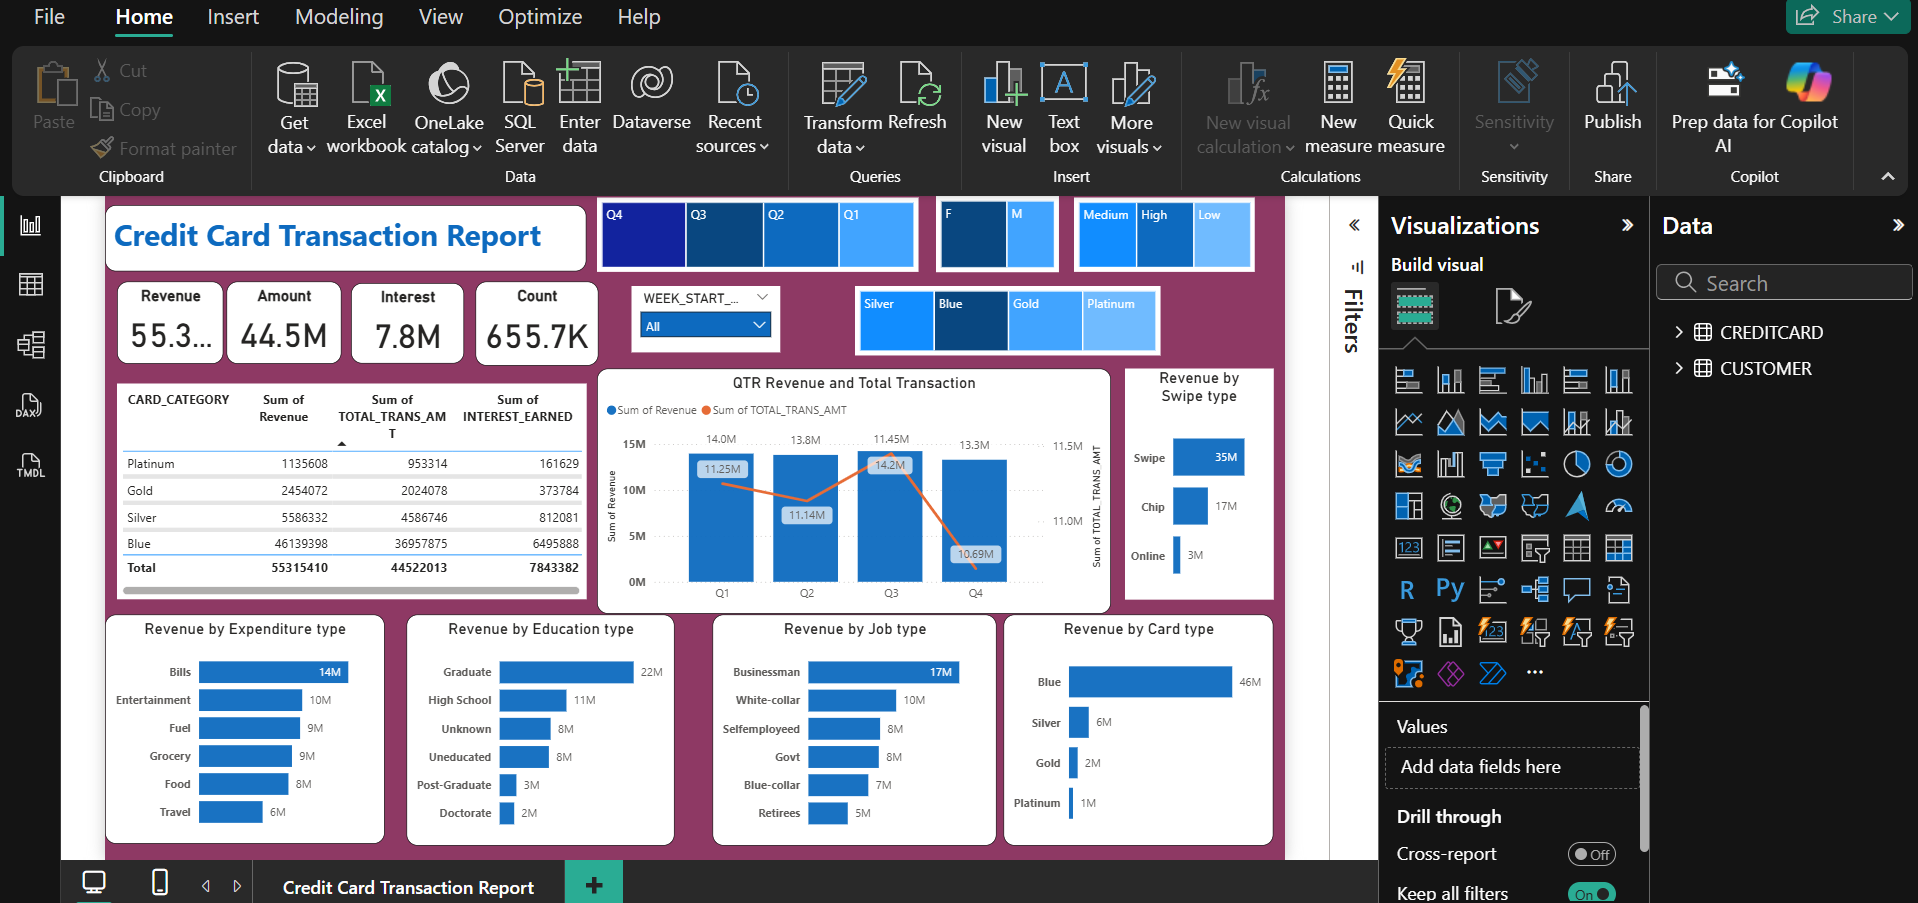 File Home Insert Modeling View Optimize Help Share
Paste
Cut
Copy
Format painter
Clipboard
Get data
Excel workbook
OneLake catalog
SQL Server
Enter data
Dataverse
Recent sources
Data
Transform data
Refresh
Queries
New visual
Text box
More visuals
Insert
New visual calculation
New measure
Quick measure
Calculations
Sensitivity
Sensitivity
Publish
Share
Prep data for AI
Copilot
Copilot
DAX
TMDL
Credit Card Transaction Report
Q4 Q3 Q2 Q1
F M
Medium High Low
Revenue
55.3...
Amount
44.5M
Interest
7.8M
Count
655.7K
WEEK_START_...
All
Silver Blue Gold Platinum
CARD_CATEGORY Sum of Revenue Sum of TOTAL_TRANS_AMT Sum of INTEREST_EARNED
Platinum 1135608 953314 161629
Gold 2454072 2024078 373784
Silver 5586332 4586746 812081
Blue 46139398 36957875 6495888
Total 55315410 44522013 7843382
QTR Revenue and Total Transaction
Sum of Revenue Sum of TOTAL_TRANS_AMT
Sum of Revenue
15M
10M
5M
0M
14.0M 13.8M 11.45M 13.3M
11.25M 11.14M 14.2M 10.69M
Q1 Q2 Q3 Q4
11.5M
11.0M
Sum of TOTAL_TRANS_AMT
Revenue by Swipe type
Swipe 35M
Chip 17M
Online 3M
Revenue by Expenditure type
Bills 14M
Entertainment 10M
Fuel 9M
Grocery 9M
Food 8M
Travel 6M
Revenue by Education type
Graduate 22M
High School 11M
Unknown 8M
Uneducated 8M
Post-Graduate 3M
Doctorate 2M
Revenue by Job type
Businessman 17M
White-collar 10M
Selfemployeed 8M
Govt 8M
Blue-collar 7M
Retirees 5M
Revenue by Card type
Blue 46M
Silver 6M
Gold 2M
Platinum 1M
Credit Card Transaction Report
Filters
Visualizations
Build visual
123
R Py
123
Values
Add data fields here
Drill through
Cross-report Off
Keep all filters On
Data
Search
CREDITCARD
CUSTOMER